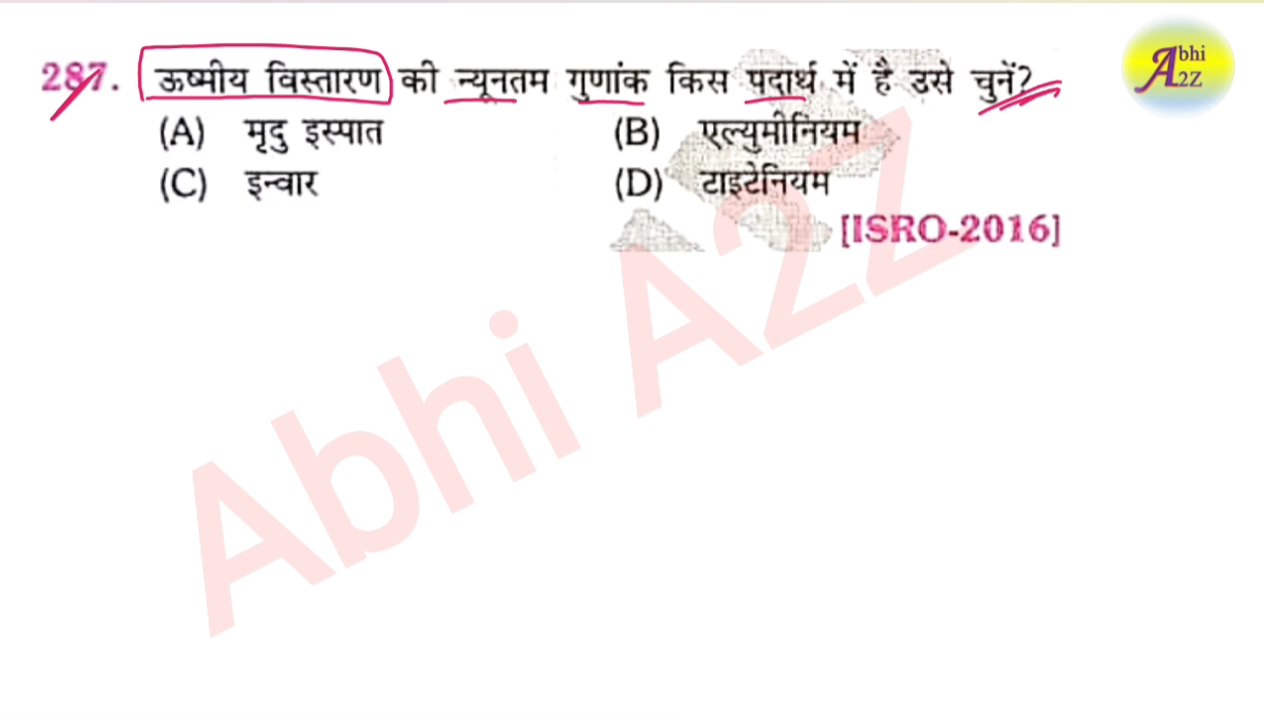 Abhi
A2Z
287. ऊष्मीय विस्तारण की न्यूनतम गुणांक किस पदार्थ में है उसे चुनें?
(A) मृदु इस्पात (B) एल्युमोनियम
(C) इन्वार (D) टाइटेनियम
[ISRO-2016]
Abhi A2Z